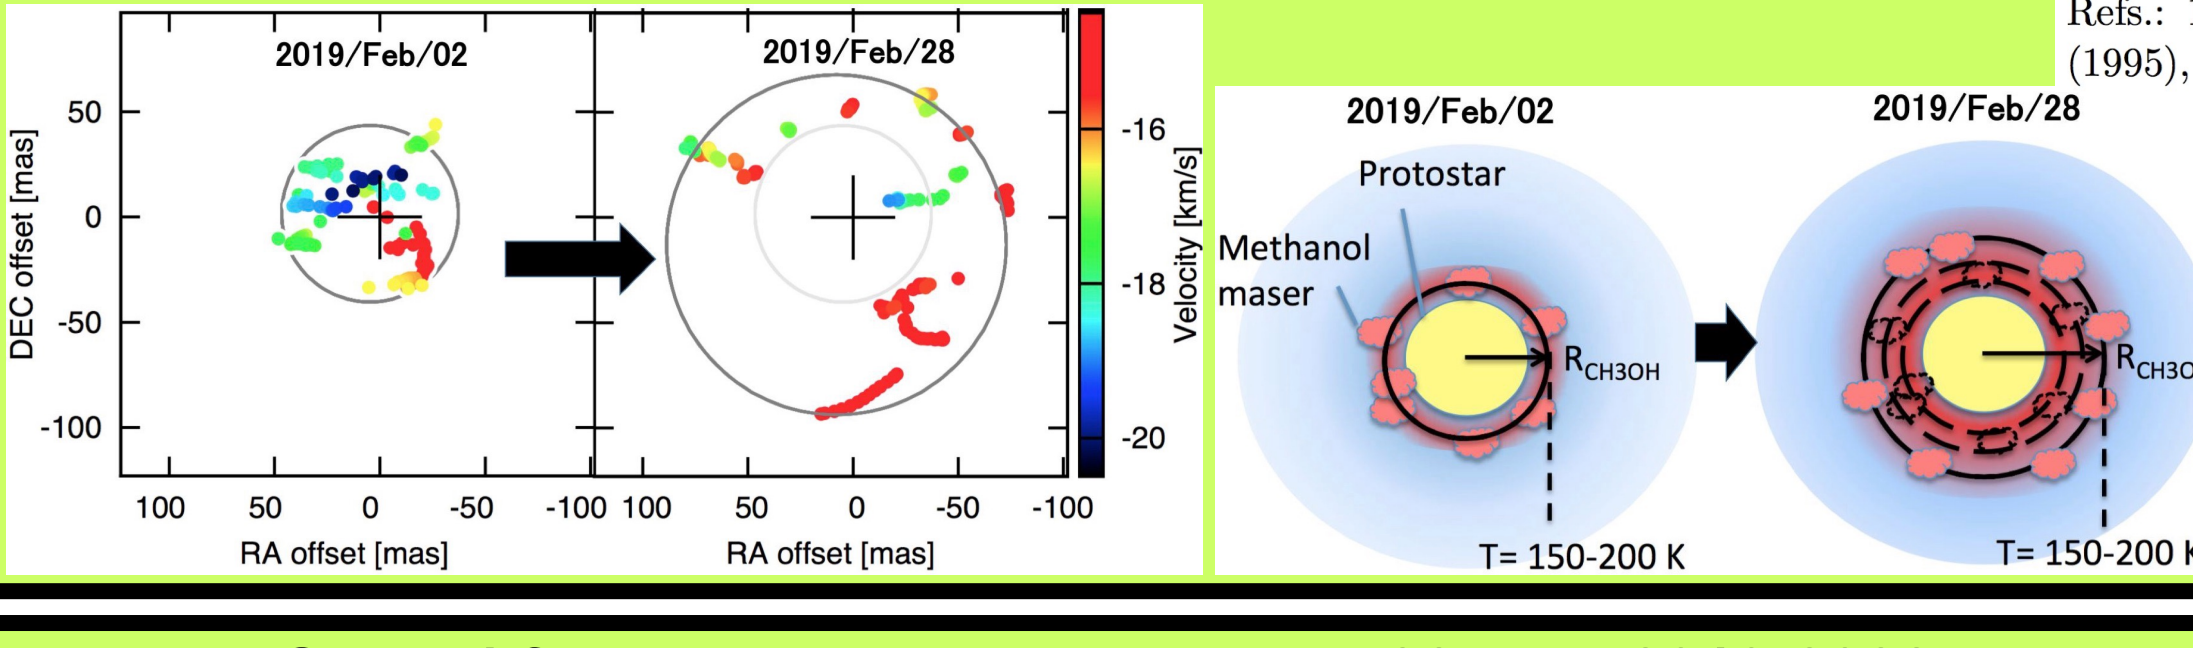 Refs.:
(1995),
2019/Feb/02
2019/Feb/28
50
0
-50
-100
DEC offset [mas]
100
50
0
-50
-100
100
50
0
-50
-100
RA offset [mas]
RA offset [mas]
-16
-18
-20
Velocity [km/s]
2019/Feb/02
2019/Feb/28
Protostar
Methanol
maser
RCH3OH
RCH3O
T= 150-200 K
T= 150-200 K